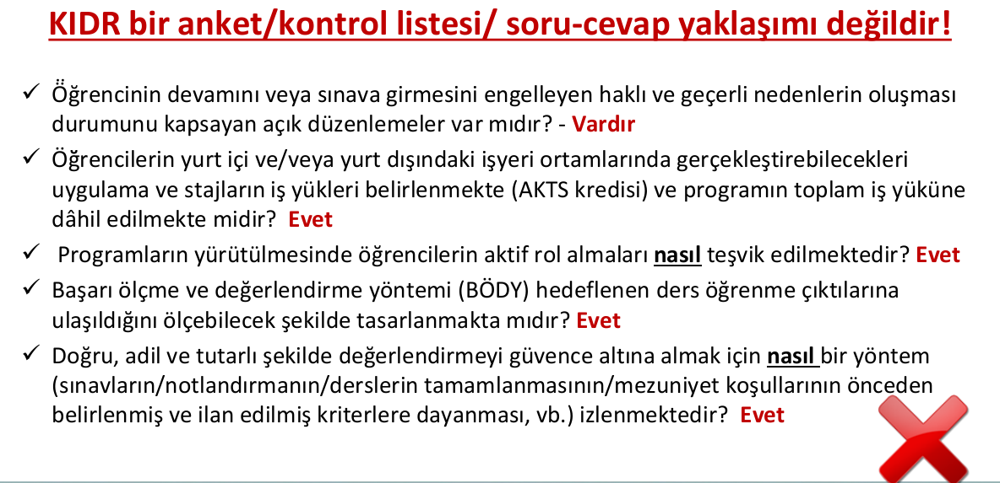 KIDR bir anket/kontrol listesi/ soru-cevap yaklaşımı değildir!
✓ Öğrencinin devamını veya sınava girmesini engelleyen haklı ve geçerli nedenlerin oluşması
durumunu kapsayan açık düzenlemeler var mıdır? - Vardır
✓ Öğrencilerin yurt içi ve/veya yurt dışındaki işyeri ortamlarında gerçekleştirebilecekleri
uygulama ve stajların iş yükleri belirlenmekte (AKTS kredisi) ve programın toplam iş yüküne
dâhil edilmekte midir? Evet
✓ Programların yürütülmesinde öğrencilerin aktif rol almaları nasıl teşvik edilmektedir? Evet
✓ Başarı ölçme ve değerlendirme yöntemi (BÖDY) hedeflenen ders öğrenme çıktılarına
ulaşıldığını ölçebilecek şekilde tasarlanmakta mıdır? Evet
✓ Doğru, adil ve tutarlı şekilde değerlendirmeyi güvence altına almak için nasıl bir yöntem
(sınavların/notlandırmanın/derslerin tamamlanmasının/mezuniyet koşullarının önceden
belirlenmiş ve ilan edilmiş kriterlere dayanması, vb.) izlenmektedir? Evet